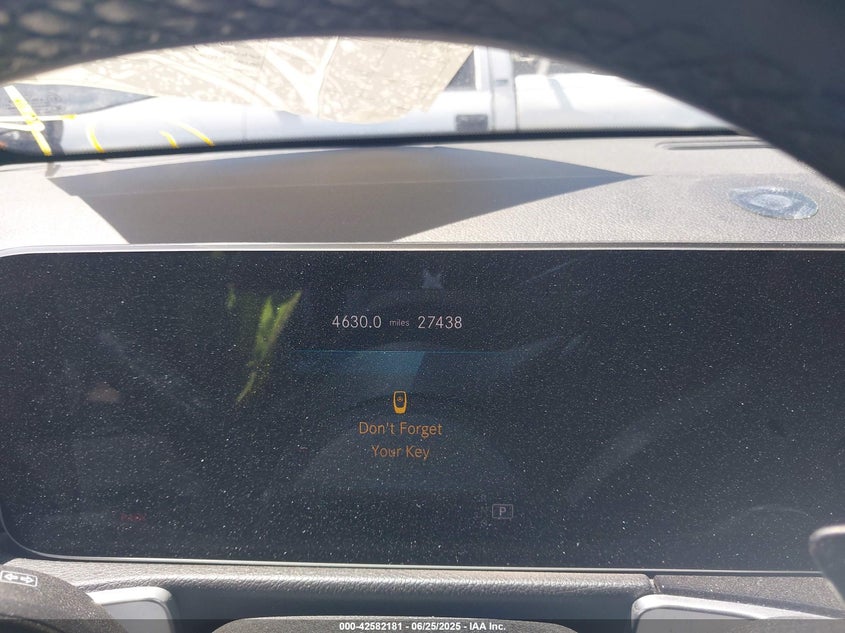 4630.0 miles 27438
Don't Forget
Your Key
P
000-42582181 - 06/25/2025 - IAA Inc.